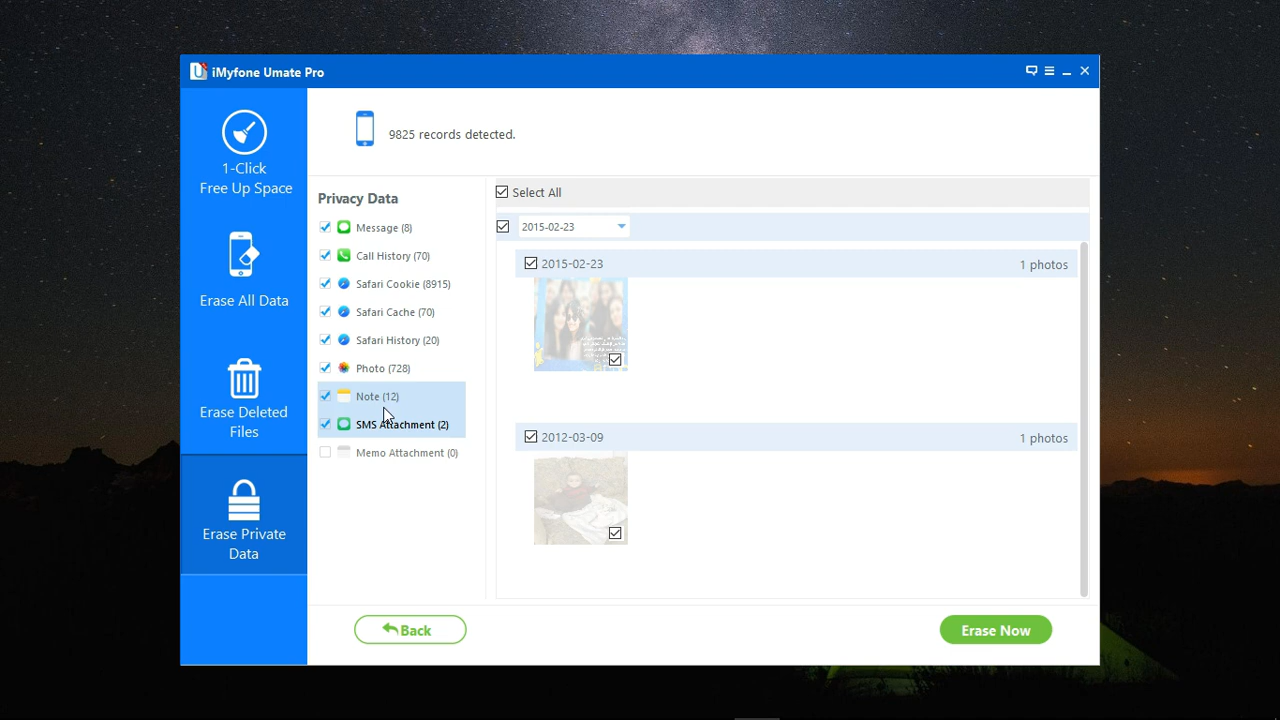 iMyfone Umate Pro
1-Click
Free Up Space
Erase All Data
Erase Deleted
Files
Erase Private
Data
9825 records detected.
Privacy Data
Message (8)
Call History (70)
Safari Cookie (8915)
Safari Cache (70)
Safari History (20)
Photo (728)
Note (12)
SMS Attachment (2)
Memo Attachment (0)
Select All
2015-02-23
2015-02-23 1 photos
2012-03-09 1 photos
Back
Erase Now